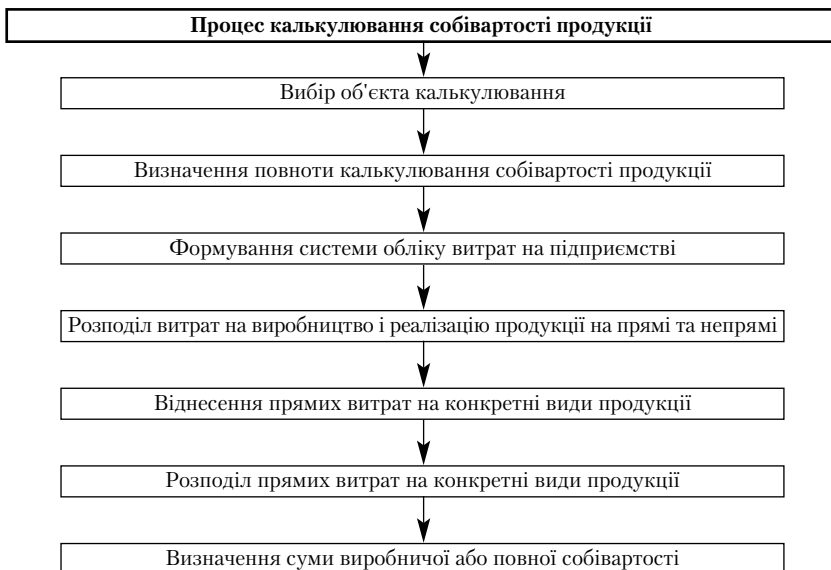 Процес калькулювання собівартості продукції
Вибір об'єкта калькулювання
Визначення повноти калькулювання собівартості продукції
Формування системи обліку витрат на підприємстві
Розподіл витрат на виробництво і реалізацію продукції на прямі та непрямі
Віднесення прямих витрат на конкретні види продукції
Розподіл прямих витрат на конкретні види продукції
Визначення суми виробничої або повної собівартості